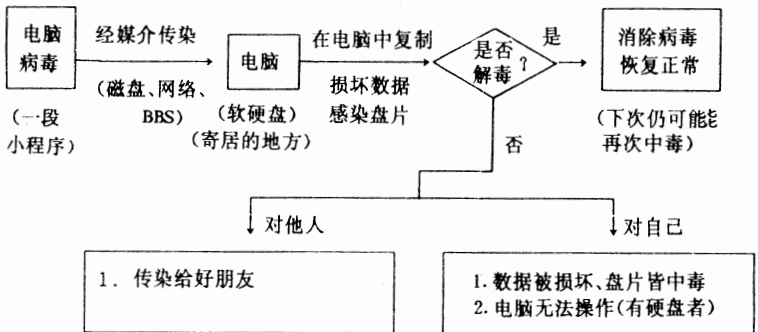 电脑
病毒
(一段
小程序)
经媒介传染
(磁盘、网络、
BBS)
电脑
(软硬盘)
(寄居的地方)
在电脑中复制
损坏数据
感染盘片
是否
解毒?
是
消除病毒
恢复正常
(下次仍可能
再次中毒)
否
对他人
1. 传染给好朋友
对自己
1.数据被损坏、盘片皆中毒
2.电脑无法操作(有硬盘者)